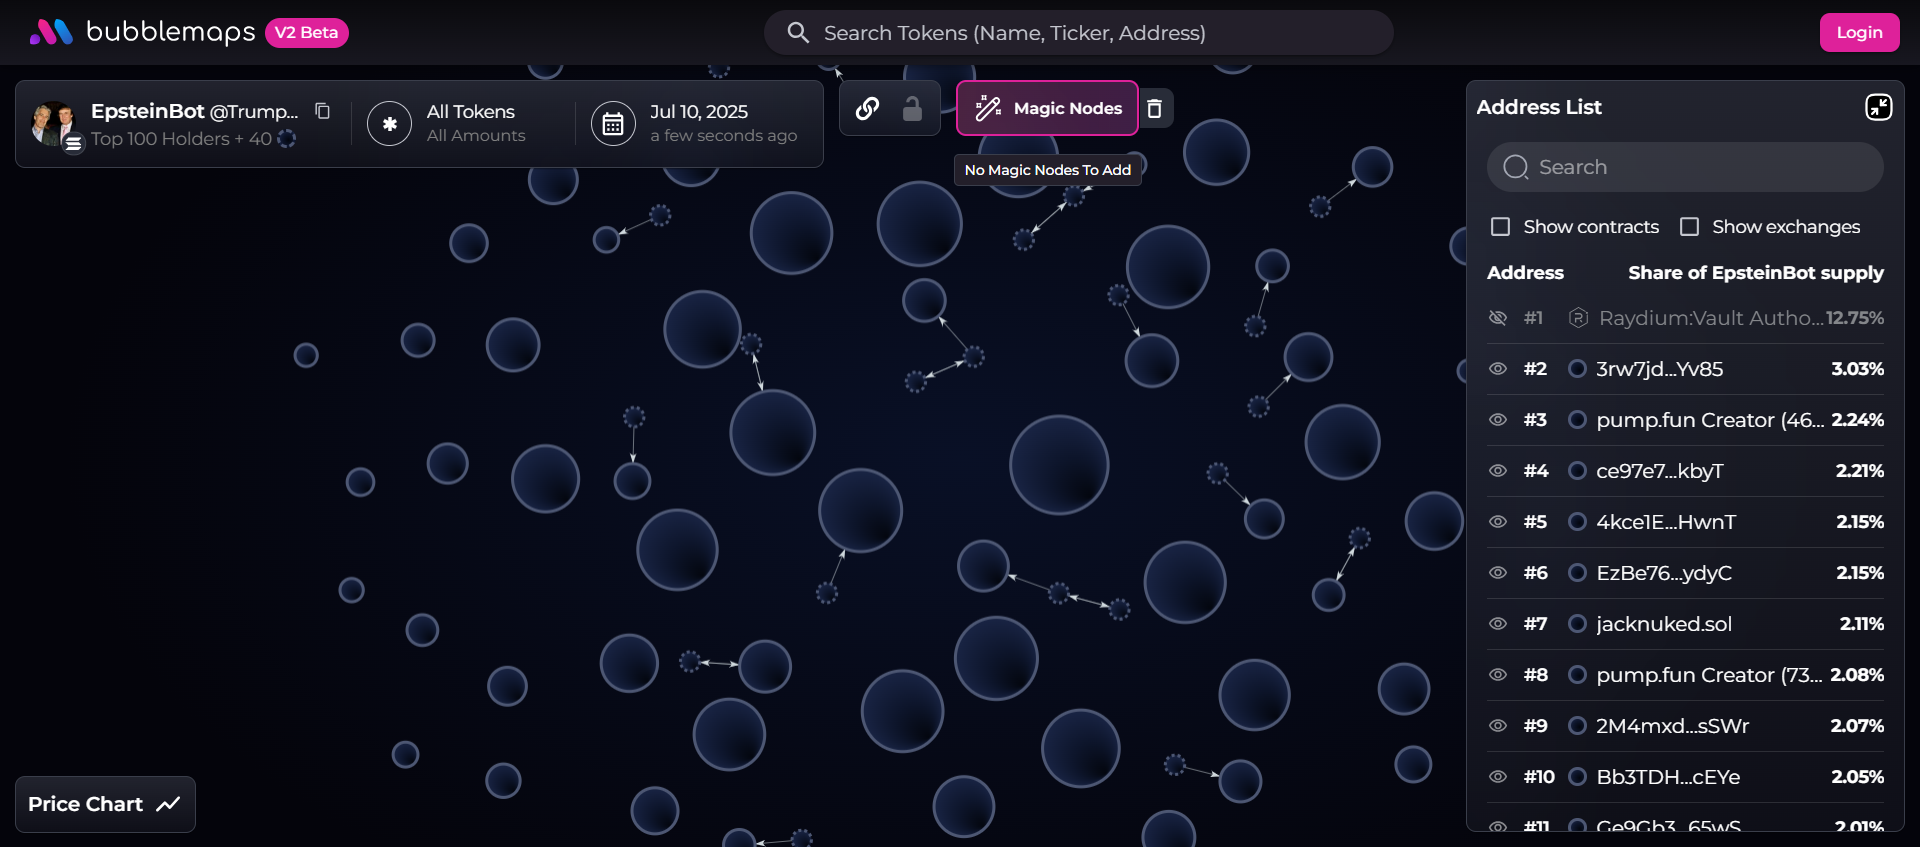 bubblemaps V2 Beta
Search Tokens (Name, Ticker, Address)
Login
EpsteinBot @Trump...
Top 100 Holders + 40
All Tokens
All Amounts
Jul 10, 2025
a few seconds ago
Magic Nodes
No Magic Nodes To Add
Address List
Search
Show contracts Show exchanges
Address Share of EpsteinBot supply
#1 Raydium:Vault Autho... 12.75%
#2 3rw7jd...Yv85 3.03%
#3 pump.fun Creator (46... 2.24%
#4 ce97e7...kbyT 2.21%
#5 4kce1E...HwnT 2.15%
#6 EzBe76...ydyC 2.15%
#7 jacknuked.sol 2.11%
#8 pump.fun Creator (73... 2.08%
#9 2M4mxd...sSWr 2.07%
#10 Bb3TDH...cEYe 2.05%
#11 Ge9Gb3...65wS 2.01%
Price Chart